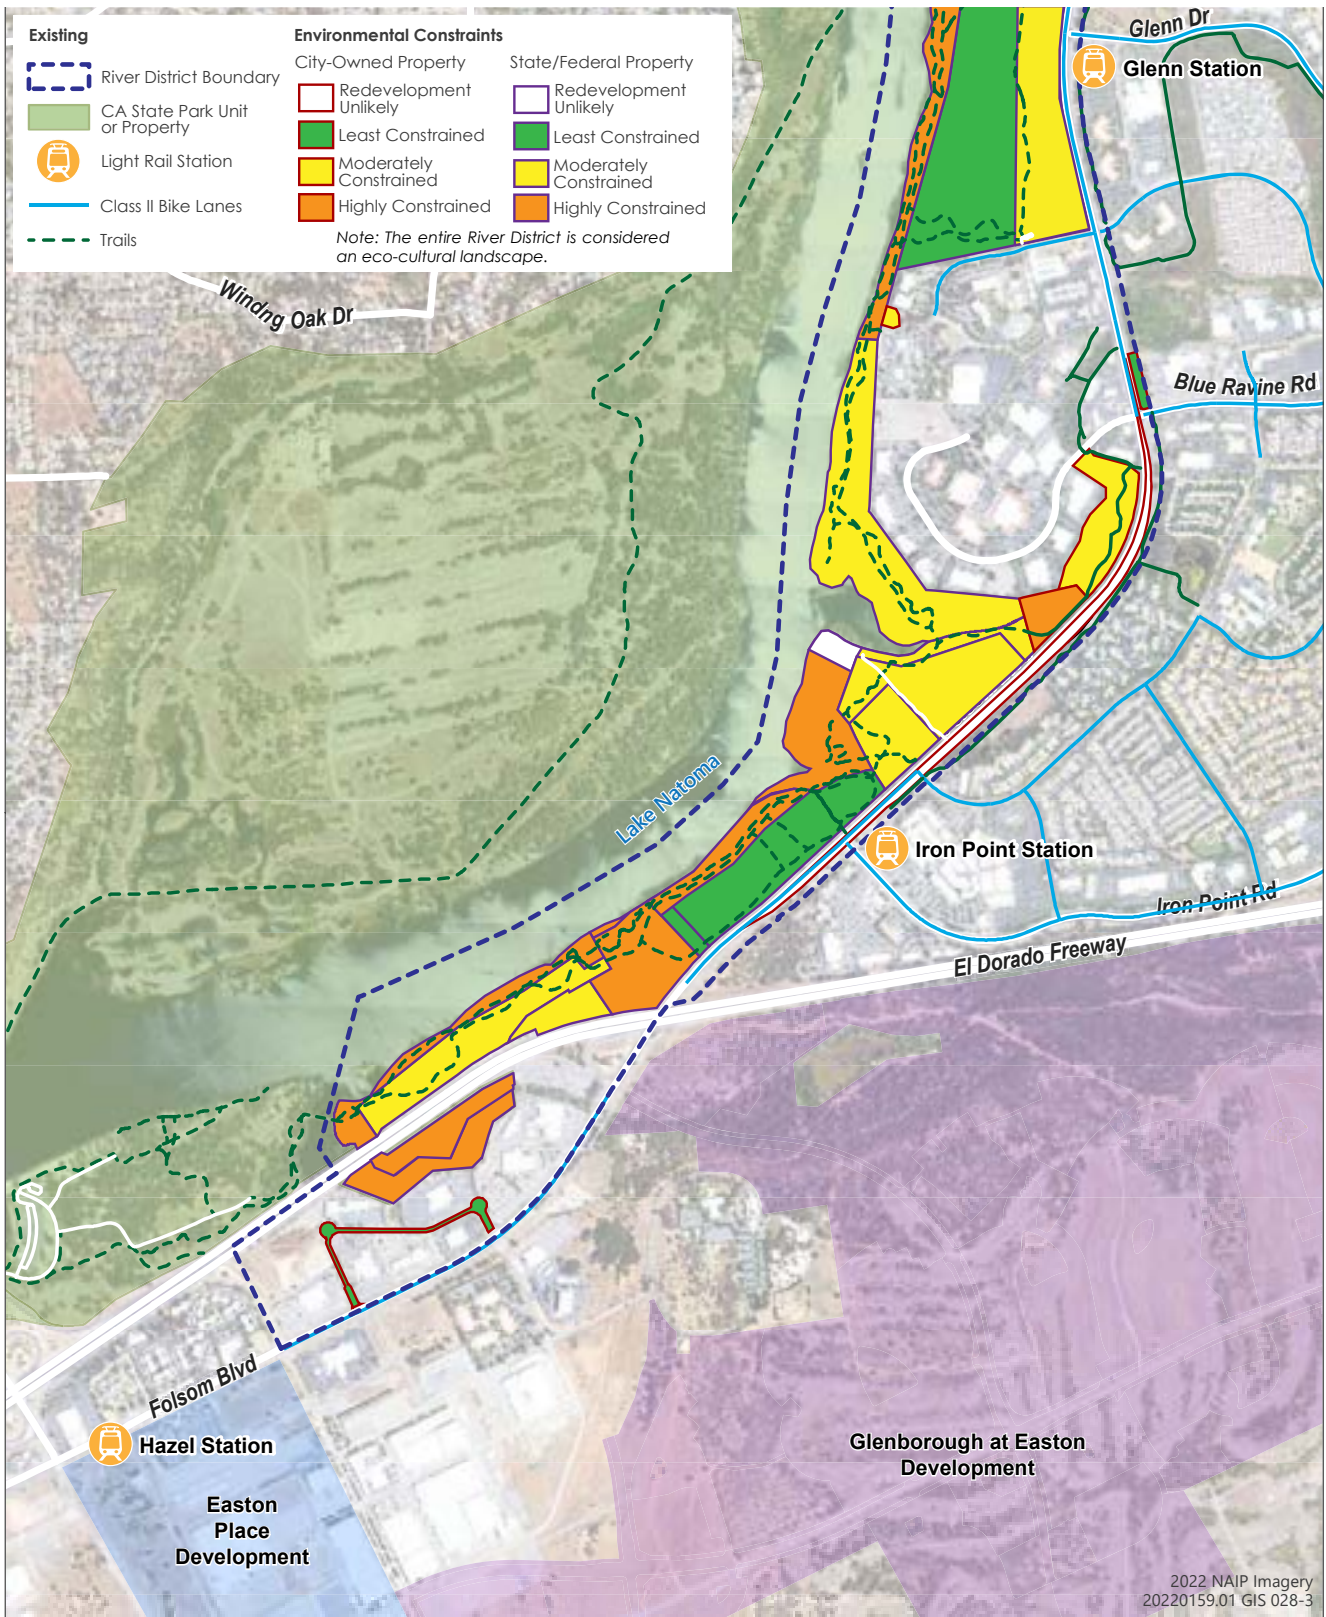 Existing
River District Boundary
CA State Park Unit
or Property
Light Rail Station
Class II Bike Lanes
Trails
Environmental Constraints
City-Owned Property
Redevelopment
Unlikely
Least Constrained
Moderately
Constrained
Highly Constrained
State/Federal Property
Redevelopment
Unlikely
Least Constrained
Moderately
Constrained
Highly Constrained
Note: The entire River District is considered
an eco-cultural landscape.
Glenn Dr
Glenn Station
Windng Oak Dr
Blue Ravine Rd
Lake Natoma
Iron Point Station
Iron Point Rd
El Dorado Freeway
Folsom Blvd
Hazel Station
Glenborough at Easton
Development
Easton
Place
Development
2022 NAIP Imagery
20220159.01 GIS 028-3